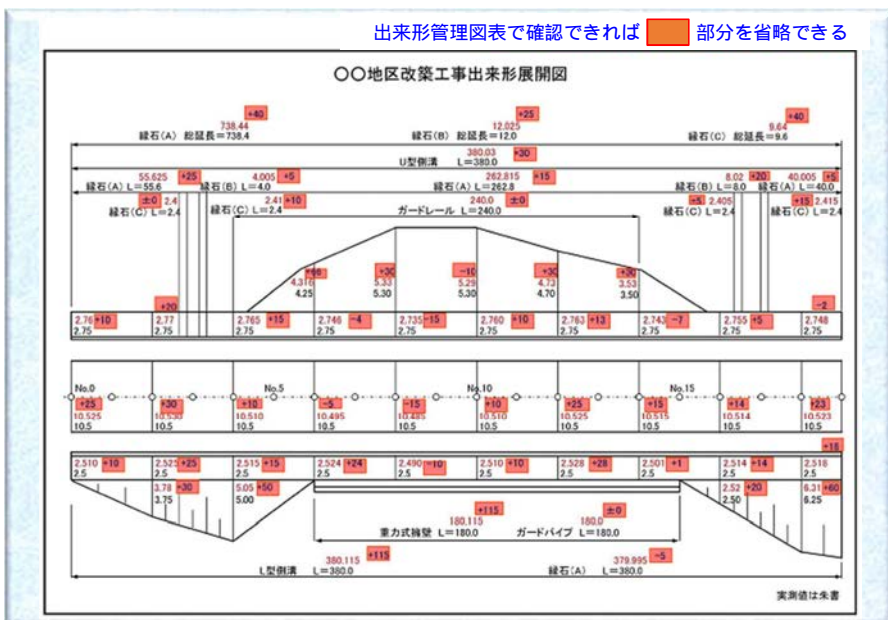 出来形管理図表で確認できれば 部分を省略できる
〇〇地区改築工事出来形展開図
+40 +25 +40
738.44 12.025 9.64
縁石(A) 総延長=738.4 縁石(B) 総延長=12.0 縁石(C) 総延長=9.6
380.03 +30
U型側溝 L=380.0
55.625 +25 4.005 +5 262.815 +15 8.02 +20 40.005 +5
縁石(A) L=55.6 縁石(B) L=4.0 縁石(A) L=262.8 縁石(B) L=8.0 縁石(A) L=40.0
±0 2.4 2.41 +10 240.0 ±0 +5 2.405 +15 2.415
縁石(C) L=2.4 縁石(C) L=2.4 ガードレール L=240.0 縁石(C) L=2.4 縁石(C) L=2.4
+30 -10 +30 +30
4.316 5.33 5.29 4.73 3.53
4.25 5.30 5.30 4.70 3.50
+20 -2
2.76 +10 2.77 2.765 +15 2.746 -4 2.735 -15 2.760 +10 2.763 +13 2.743 -7 2.755 +5 2.748
2.75 2.75 2.75 2.75 2.75 2.75 2.75 2.75 2.75 2.75
No.0 No.5 No.10 No.15
+25 +30 +10 -5 -15 +10 +25 +15 +14 +23
10.525 10.530 10.510 10.495 10.485 10.510 10.525 10.515 10.514 10.523
10.5 10.5 10.5 10.5 10.5 10.5 10.5 10.5 10.5 10.5
+18
2.510 +10 2.525 +25 2.515 +15 2.524 +24 2.490 -10 2.510 +10 2.528 +28 2.501 +1 2.514 +14 2.518
2.5 2.5 2.5 2.5 2.5 2.5 2.5 2.5 2.5 2.5
3.78 +30 5.05 +50 2.52 +20 6.31 +60
3.75 5.00 2.50 6.25
+115 ±0
180.115 180.0
重力式擁壁 L=180.0 ガードパイプ L=180.0
380.115 +115 379.995 -5
L型側溝 L=380.0 縁石(A) L=380.0
実測値は朱書